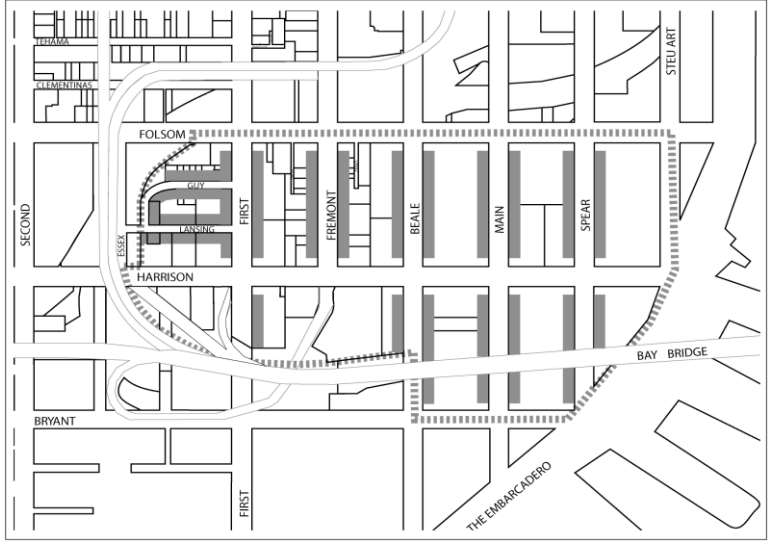 TEHAMA
CLEMENTINAS
STEU ART
FOLSOM
GUY
SECOND
FIRST
FREMONT
BEALE
MAIN
SPEAR
LANSING
ESSEX
HARRISON
BAY BRIDGE
BRYANT
FIRST
THE EMBARCADERO